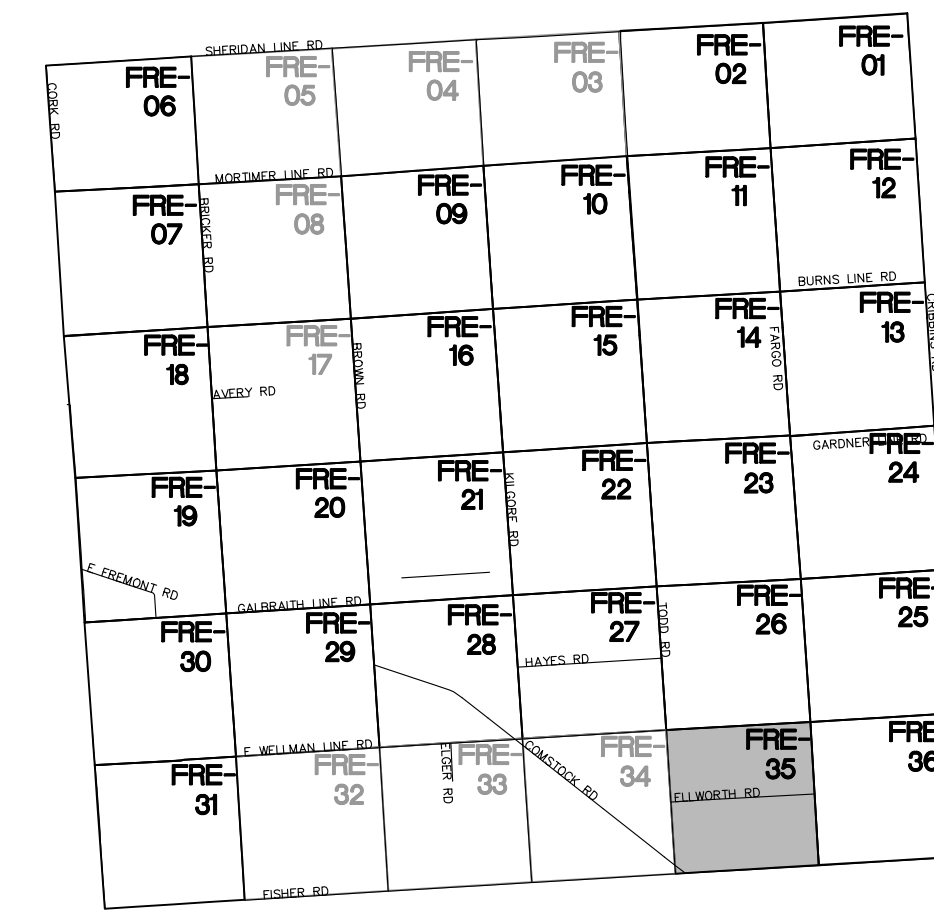 SHERIDAN LINE RD
FRE-
06
FRE-
05
FRE-
04
FRE-
03
FRE-
02
FRE-
01
CORK RD
MORTIMER LINE RD
FRE-
07
BRICKER RD
FRE-
08
FRE-
09
FRE-
10
FRE-
11
FRE-
12
BURNS LINE RD
FRE-
18
FRE-
17
AVERY RD
BROWN RD
FRE-
16
FRE-
15
FRE-
14
FARGO RD
FRE-
13
GARDNER LINE RD
FRE-
19
E FREMONT RD
FRE-
20
GALBRAITH LINE RD
FRE-
21
KILGORE RD
FRE-
22
FRE-
23
FRE-
24
FRE-
30
FRE-
29
E WELLMAN LINE RD
FRE-
28
FRE-
27
HAYES RD
TODD RD
FRE-
26
FRE-
25
FRE-
31
FRE-
32
FISHER RD
ELGER RD
FRE-
33
COMSTOCK RD
FRE-
34
FRE-
35
ELLWORTH RD
FRE
36